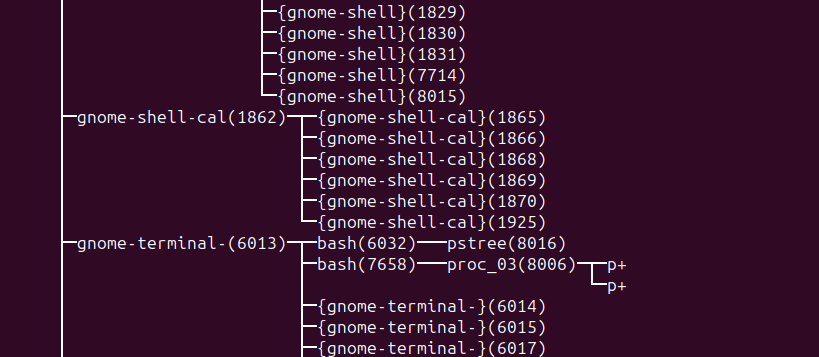 {gnome-shell}(1829)
{gnome-shell}(1830)
{gnome-shell}(1831)
{gnome-shell}(7714)
{gnome-shell}(8015)
gnome-shell-cal(1862) {gnome-shell-cal}(1865)
{gnome-shell-cal}(1866)
{gnome-shell-cal}(1868)
{gnome-shell-cal}(1869)
{gnome-shell-cal}(1870)
{gnome-shell-cal}(1925)
gnome-terminal-(6013) bash(6032) pstree(8016)
bash(7658) proc_03(8006) p+
p+
{gnome-terminal-}(6014)
{gnome-terminal-}(6015)
{gnome-terminal-}(6017)